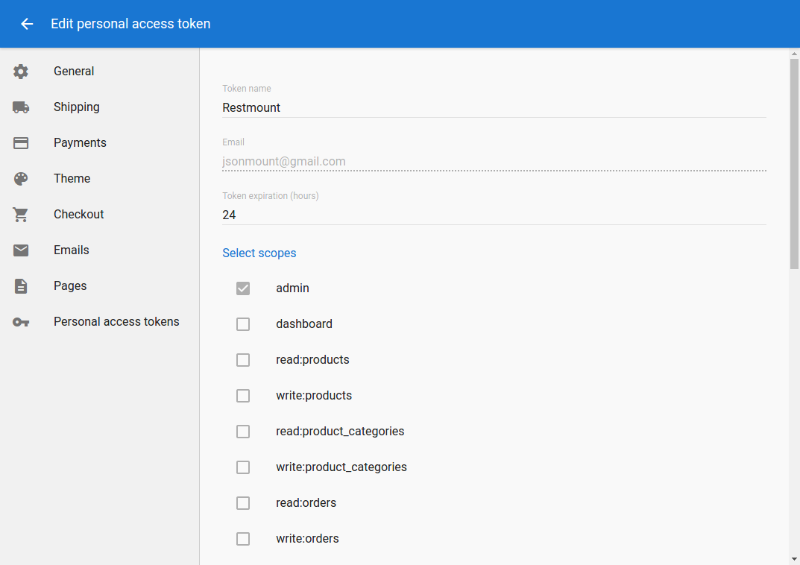 Edit personal access token
General
Shipping
Payments
Theme
Checkout
Emails
Pages
Personal access tokens
Token name
Restmount
Email
jsonmount@gmail.com
Token expiration (hours)
24
Select scopes
admin
dashboard
read:products
write:products
read:product_categories
write:product_categories
read:orders
write:orders